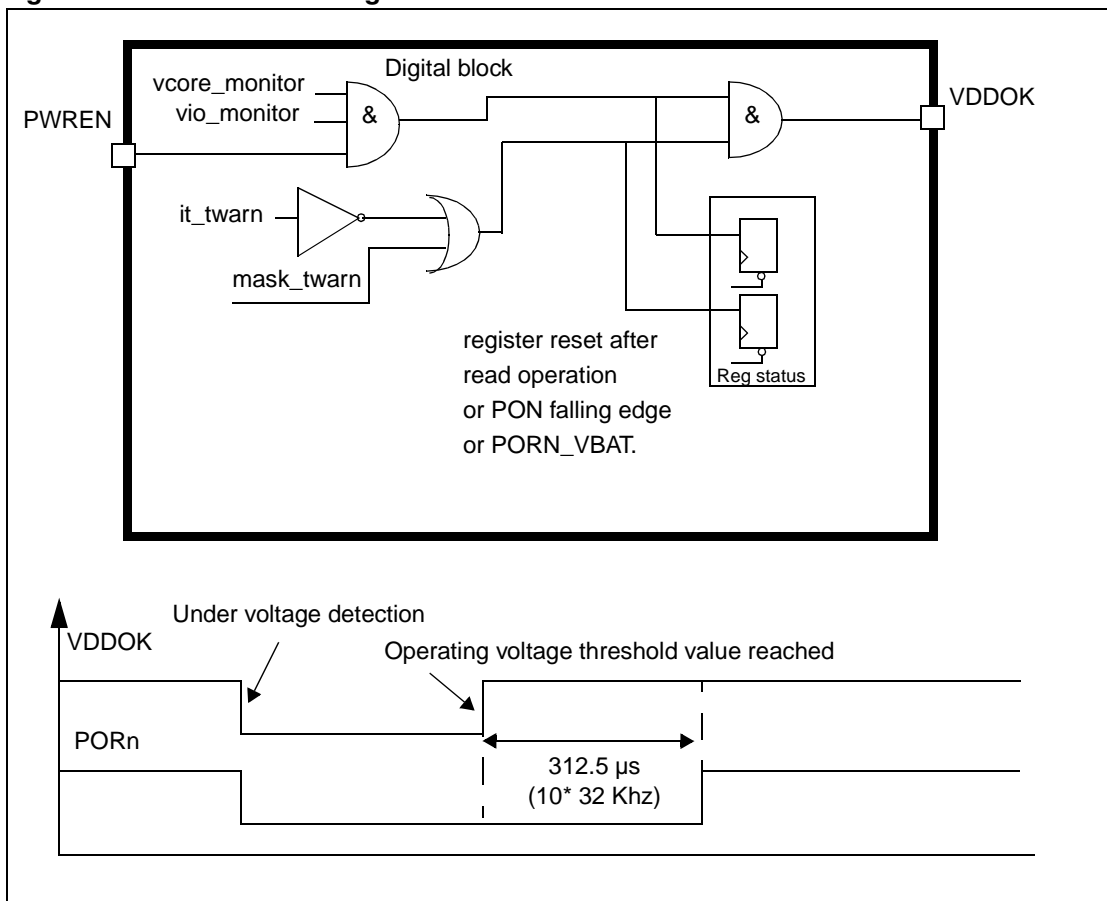 Digital block
vcore_monitor
vio_monitor
PWREN
&
&
VDDOK
it_twarn
mask_twarn
register reset after
read operation
or PON falling edge
or PORN_VBAT.
Reg status
Under voltage detection
VDDOK
Operating voltage threshold value reached
PORn
312.5 µs
(10* 32 Khz)